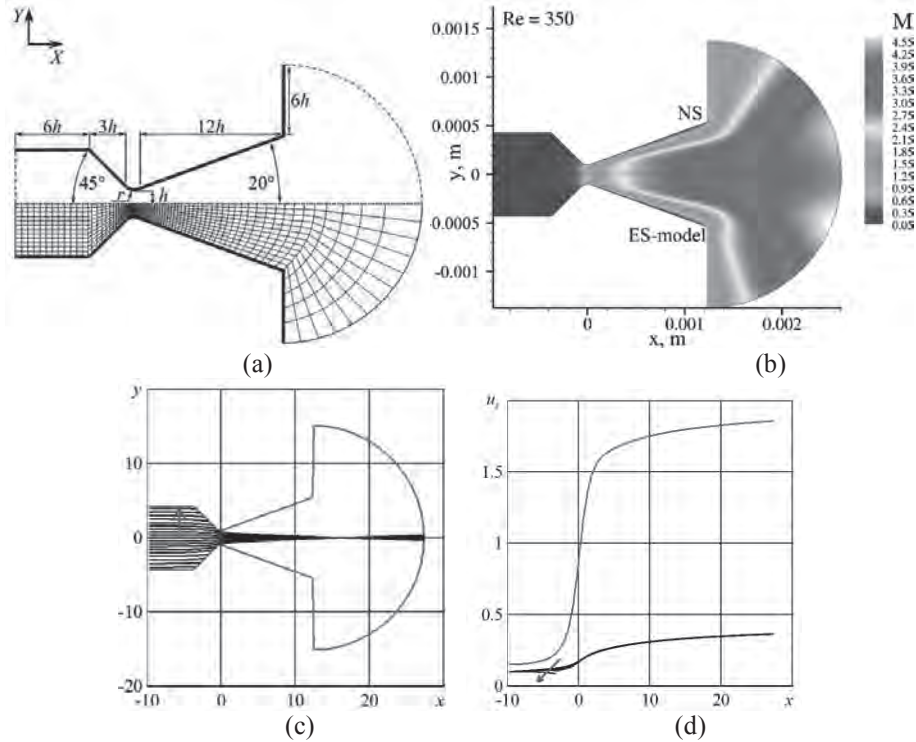 Y
X
6h
3h
12h
6h
45°
r
h
20°
(a)
Re = 350
M
0.0015
0.001
0.0005
0
-0.0005
-0.001
y, m
NS
ES-model
0
0.001
0.002
x, m
4.55
4.25
3.95
3.65
3.35
3.05
2.75
2.45
2.15
1.85
1.55
1.25
0.95
0.65
0.35
0.05
(b)
y
10
0
-10
-20
-10
0
10
20
x
(c)
1.5
1
0.5
0
-10
0
10
20
x
(d)